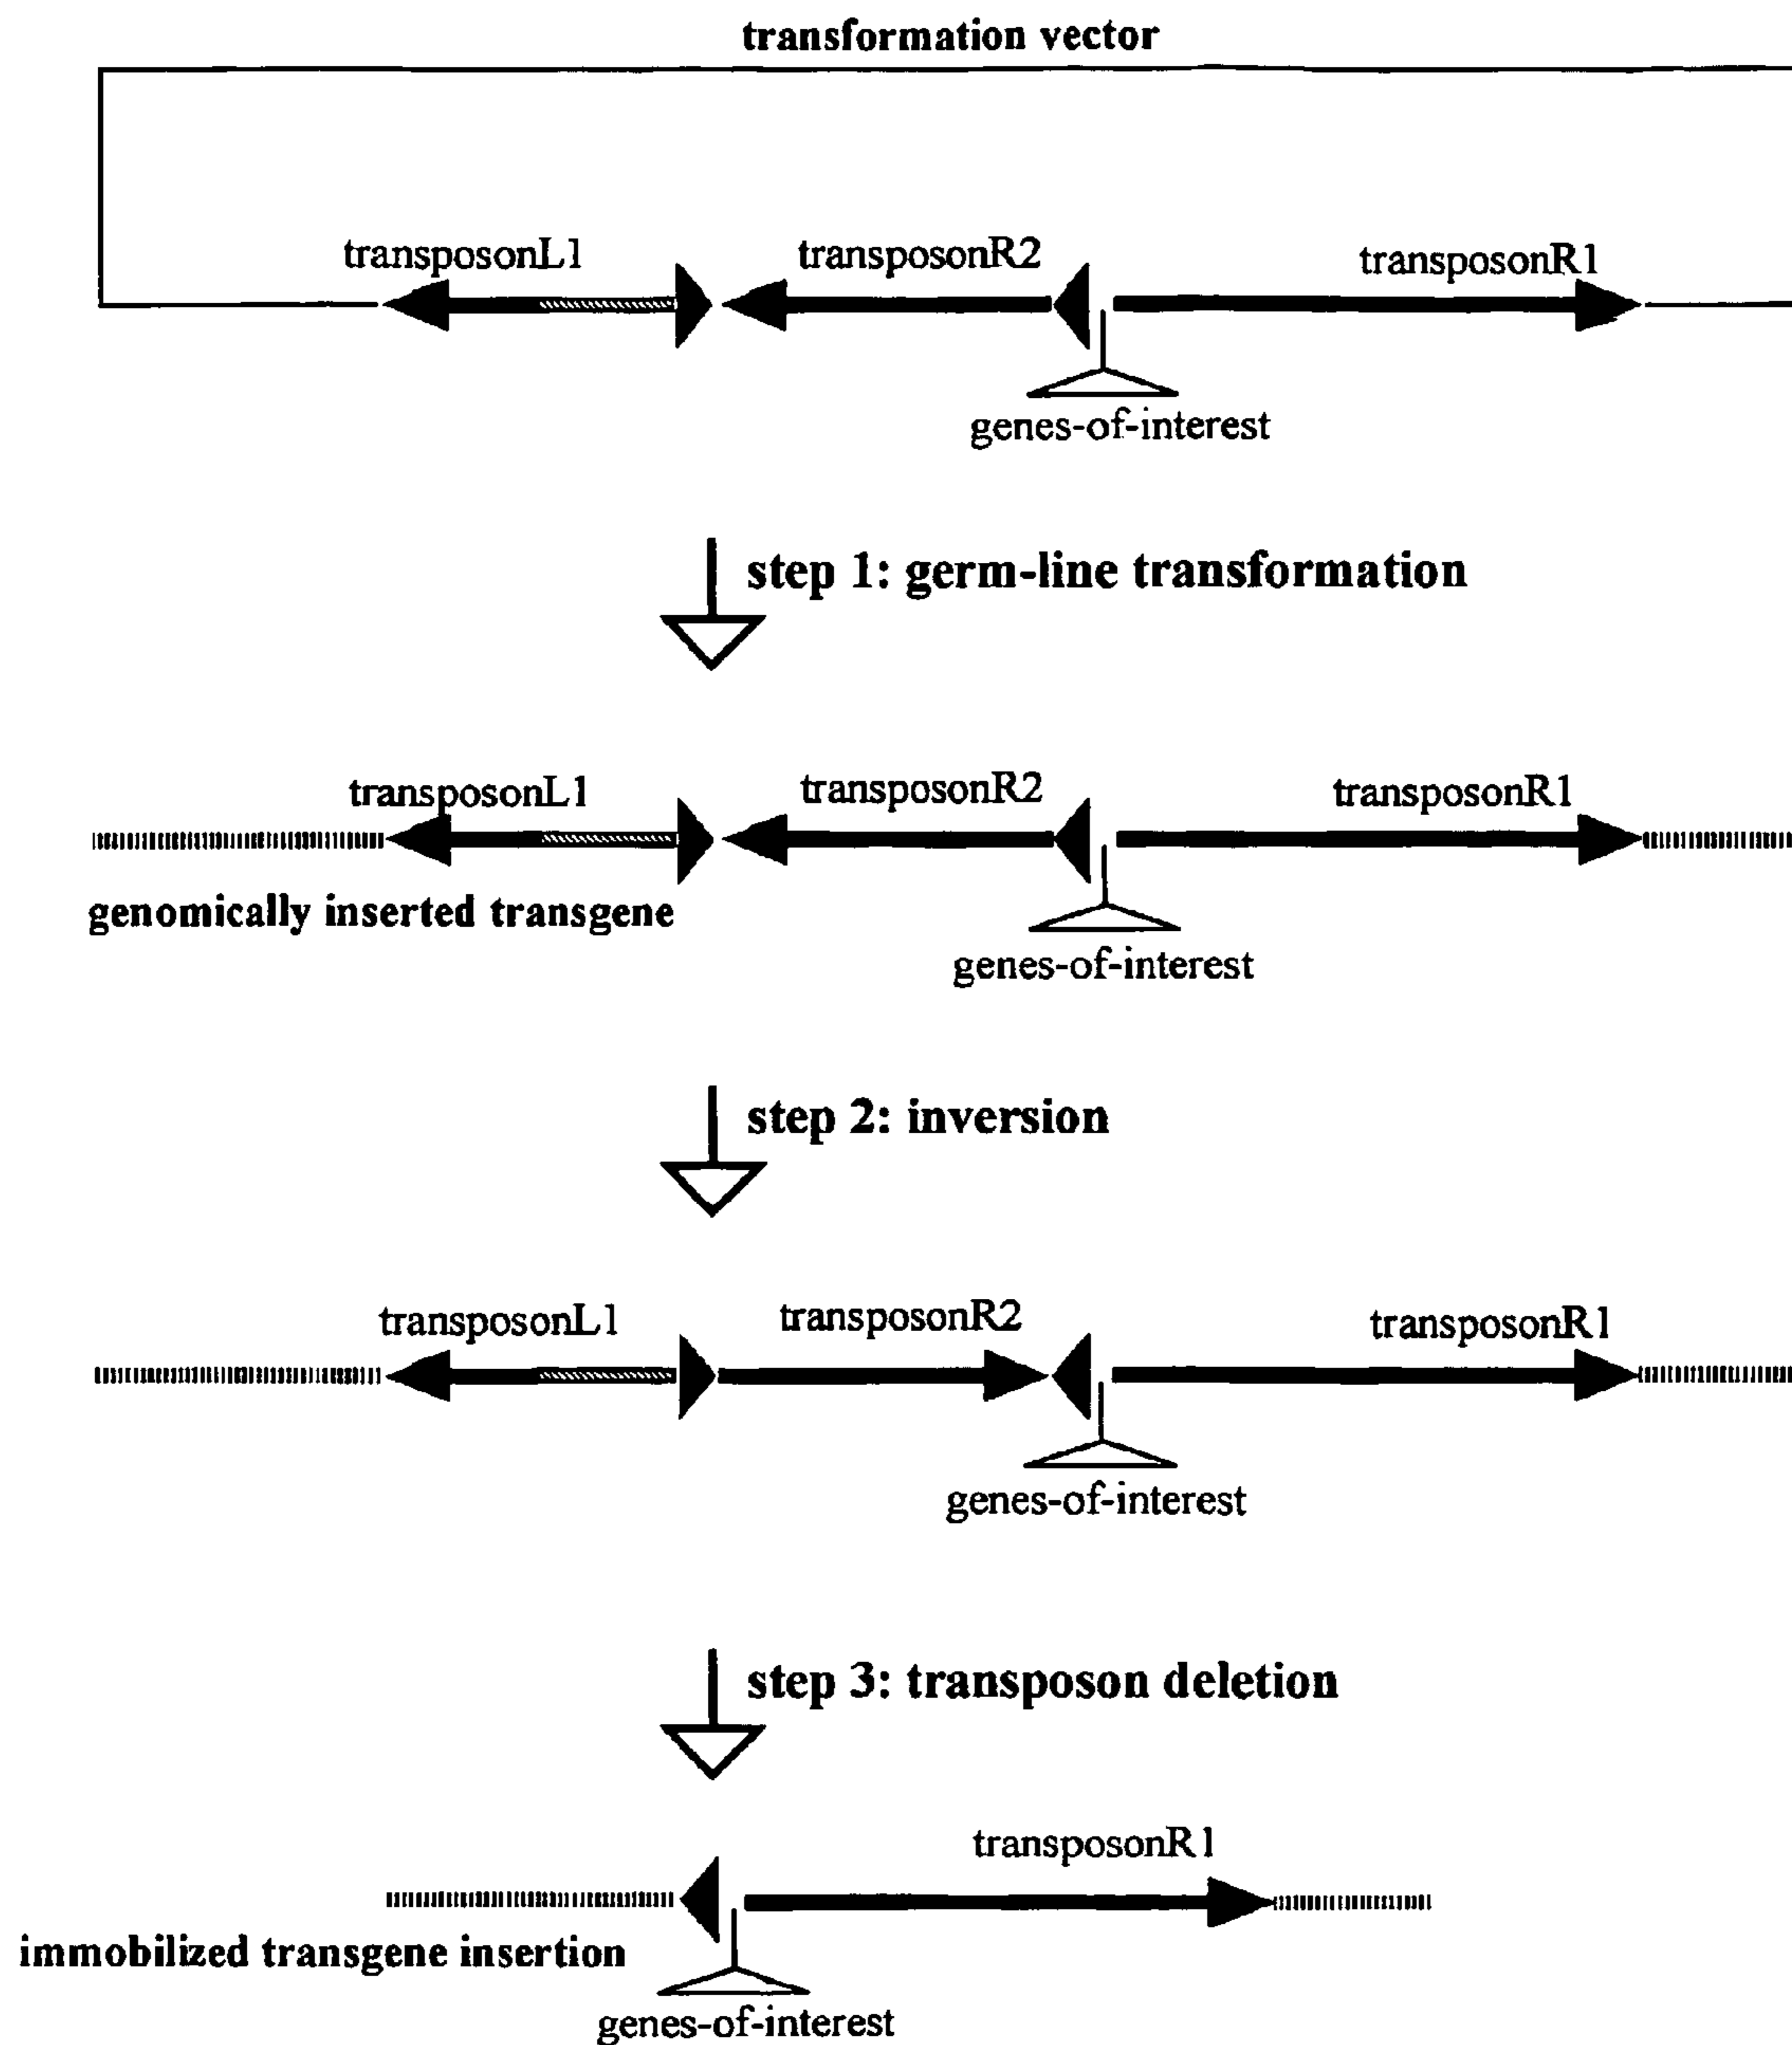 transformation vector
transposonL1 transposonR2 transposonR1
genes-of-interest
step 1: germ-line transformation
transposonL1 transposonR2 transposonR1
genomically inserted transgene
genes-of-interest
step 2: inversion
transposonL1 transposonR2 transposonR1
genes-of-interest
step 3: transposon deletion
transposonR1
immobilized transgene insertion
genes-of-interest